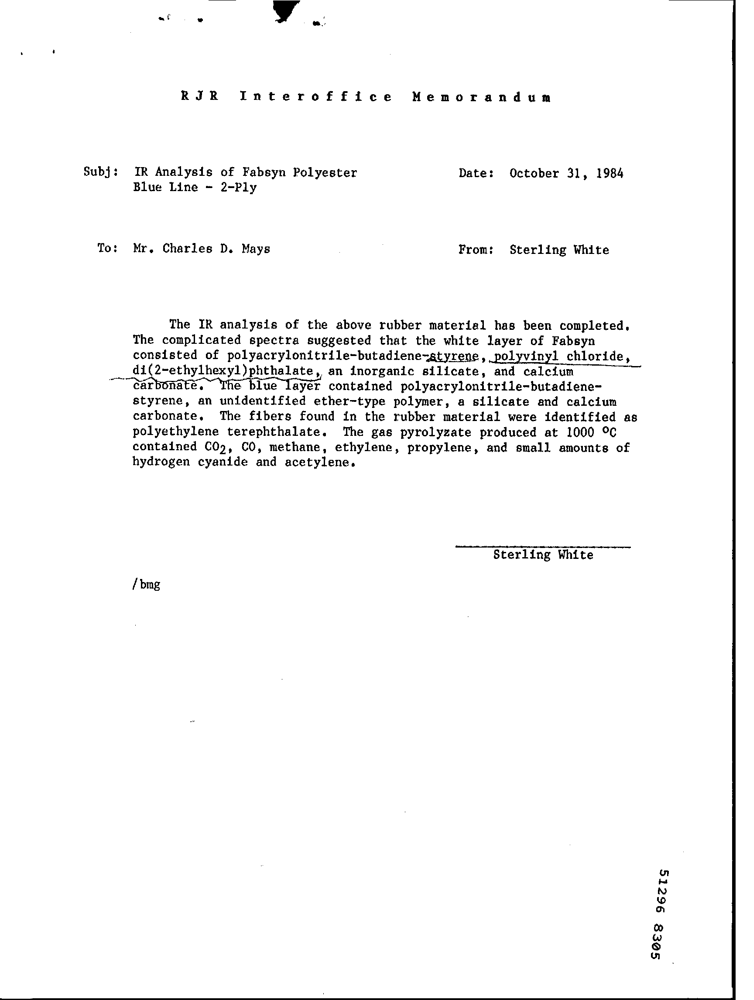 RJR Interoffice Memorandum
Subj: IR Analysis of Fabsyn Polyester Date: October 31, 1984
Blue Line - 2-Ply
To: Mr. Charles D. Mays From: Sterling White
The IR analysis of the above rubber material has been completed.
The complicated spectra suggested that the white layer of Fabsyn
consisted of polyacrylonitrile-butadiene-styrene, polyvinyl chloride,
di(2-ethylhexyl)phthalate, an inorganic silicate, and calcium
carbonate. The blue layer contained polyacrylonitrile-butadiene-
styrene, an unidentified ether-type polymer, a silicate and calcium
carbonate. The fibers found in the rubber material were identified as
polyethylene terephthalate. The gas pyrolyzate produced at 1000 ºC
contained CO2, CO, methane, ethylene, propylene, and small amounts of
hydrogen cyanide and acetylene.
Sterling White
/bmg
51296 8305